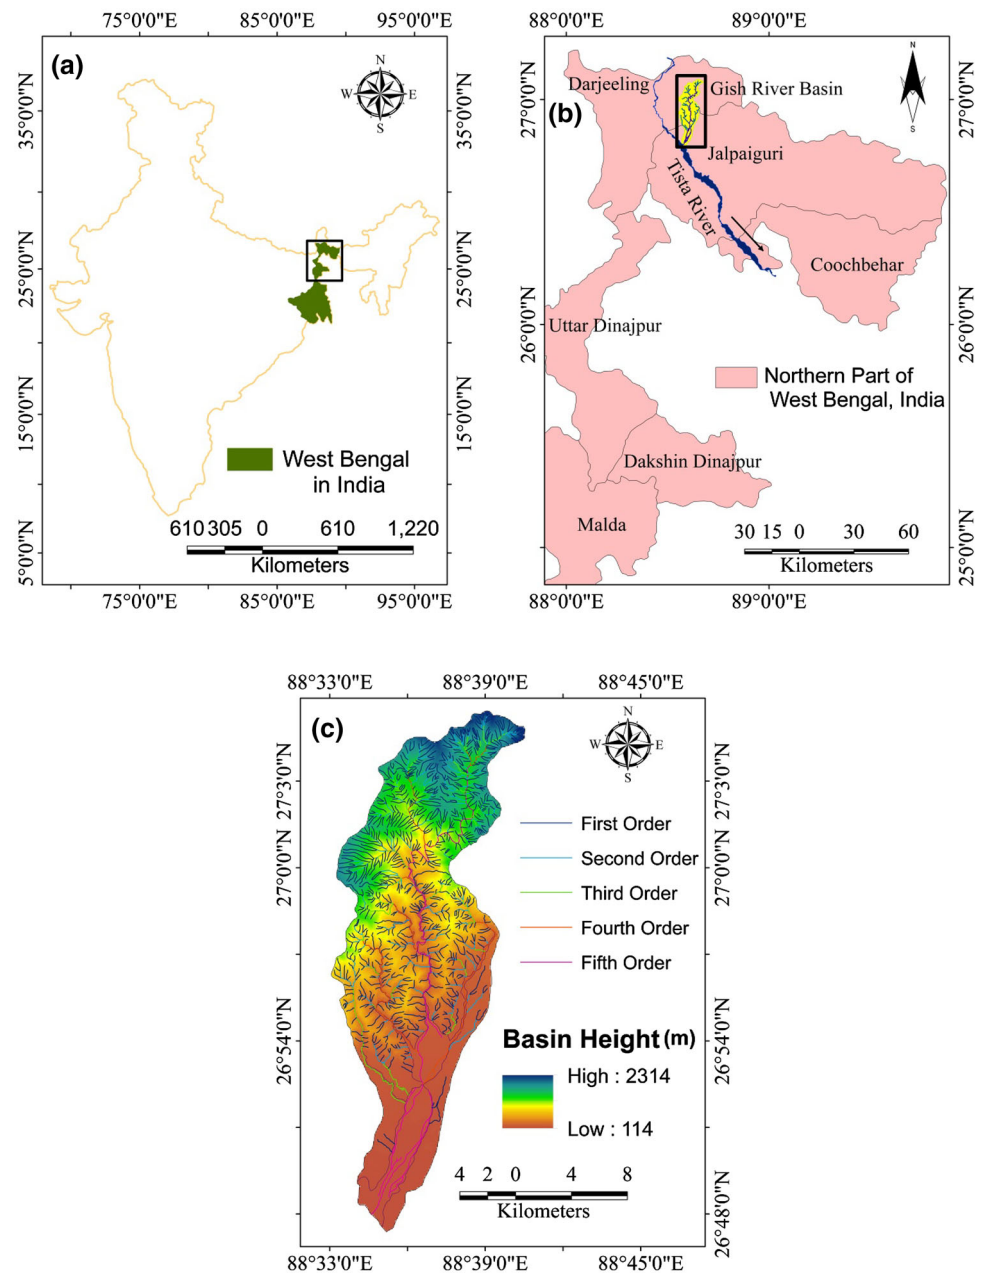 75°0'0"E 85°0'0"E 95°0'0"E
(a)
N
W E
S
35°0'0"N
25°0'0"N
15°0'0"N
5°0'0"N
35°0'0"N
25°0'0"N
15°0'0"N
5°0'0"N
West Bengal
in India
610 305 0 610 1,220
Kilometers
75°0'0"E 85°0'0"E 95°0'0"E
88°0'0"E 89°0'0"E
(b)
N
S
Darjeeling
Gish River Basin
Jalpaiguri
Tista River
Coochbehar
Uttar Dinajpur
Northern Part of
West Bengal, India
Dakshin Dinajpur
Malda
30 15 0 30 60
Kilometers
27°0'0"N
26°0'0"N
25°0'0"N
27°0'0"N
26°0'0"N
88°0'0"E 89°0'0"E
88°33'0"E 88°39'0"E 88°45'0"E
(c)
N
W E
S
27°3'0"N
27°0'0"N
26°54'0"N
27°3'0"N
27°0'0"N
26°54'0"N
26°48'0"N
First Order
Second Order
Third Order
Fourth Order
Fifth Order
Basin Height (m)
High : 2314
Low : 114
4 2 0 4 8
Kilometers
88°33'0"E 88°39'0"E 88°45'0"E